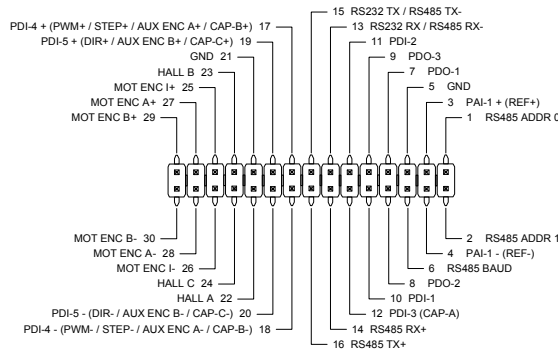 15 RS232 TX / RS485 TX-
PDI-4 + (PWM+ / STEP+ / AUX ENC A+ / CAP-B+) 17
13 RS232 RX / RS485 RX-
PDI-5 + (DIR+ / AUX ENC B+ / CAP-C+) 19
11 PDI-2
GND 21
9 PDO-3
HALL B 23
7 PDO-1
MOT ENC I+ 25
5 GND
MOT ENC A+ 27
3 PAI-1 + (REF+)
MOT ENC B+ 29
1 RS485 ADDR 0
MOT ENC B- 30
2 RS485 ADDR 1
MOT ENC A- 28
4 PAI-1 - (REF-)
MOT ENC I- 26
6 RS485 BAUD
HALL C 24
8 PDO-2
HALL A 22
10 PDI-1
PDI-5 - (DIR- / AUX ENC B- / CAP-C-) 20
12 PDI-3 (CAP-A)
PDI-4 - (PWM- / STEP- / AUX ENC A- / CAP-B-) 18
14 RS485 RX+
16 RS485 TX+